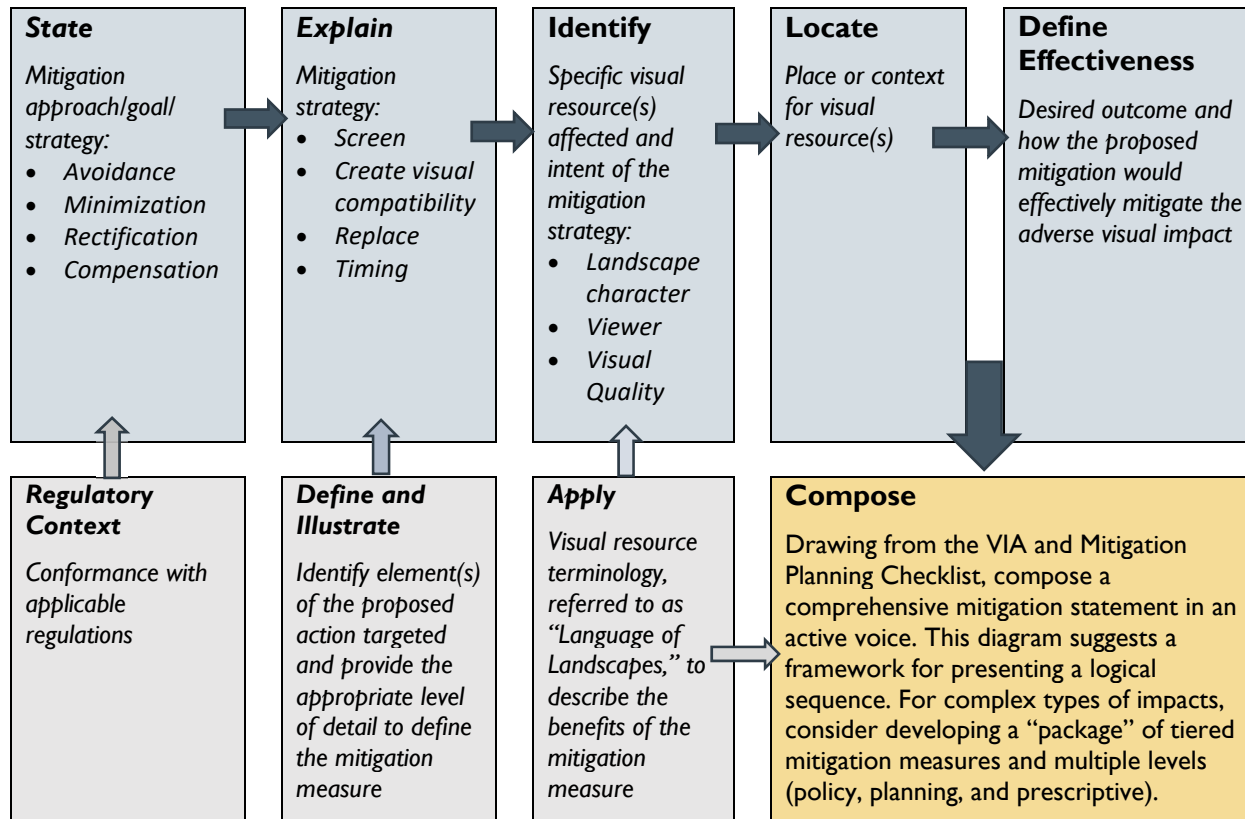 State
Mitigation
approach/goal/
strategy:
• Avoidance
• Minimization
• Rectification
• Compensation
Explain
Mitigation
strategy:
• Screen
• Create visual
compatibility
• Replace
• Timing
Identify
Specific visual
resource(s)
affected and
intent of the
mitigation
strategy:
• Landscape
character
• Viewer
• Visual
Quality
Locate
Place or context
for visual
resource(s)
Define
Effectiveness
Desired outcome and
how the proposed
mitigation would
effectively mitigate the
adverse visual impact
Regulatory
Context
Conformance with
applicable
regulations
Define and
Illustrate
Identify element(s)
of the proposed
action targeted
and provide the
appropriate level
of detail to define
the mitigation
measure
Apply
Visual resource
terminology,
referred to as
“Language of
Landscapes,” to
describe the
benefits of the
mitigation
measure
Compose
Drawing from the VIA and Mitigation
Planning Checklist, compose a
comprehensive mitigation statement in an
active voice. This diagram suggests a
framework for presenting a logical
sequence. For complex types of impacts,
consider developing a “package” of tiered
mitigation measures and multiple levels
(policy, planning, and prescriptive).